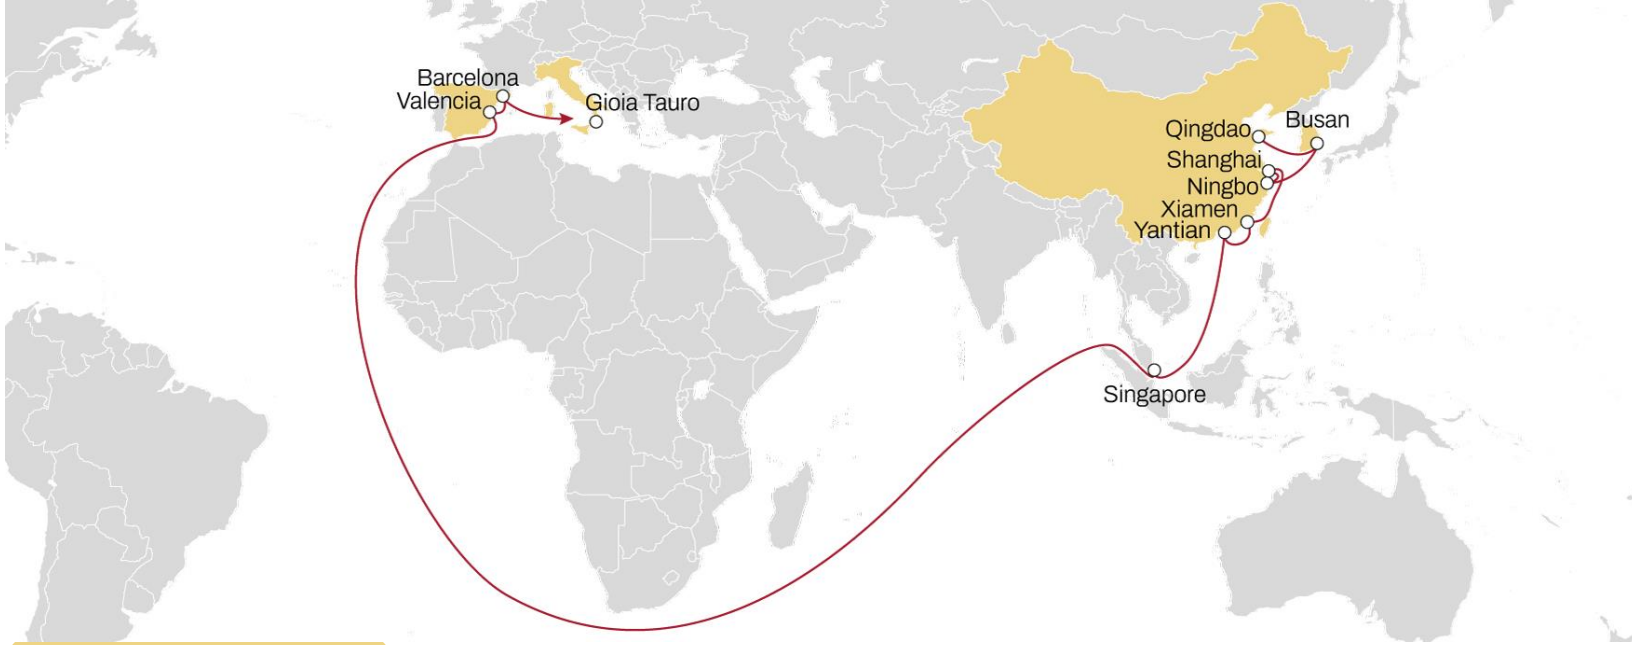 Barcelona
Valencia
Gioia Tauro
Busan
Qingdao
Shanghai
Ningbo
Xiamen
Yantian
Singapore